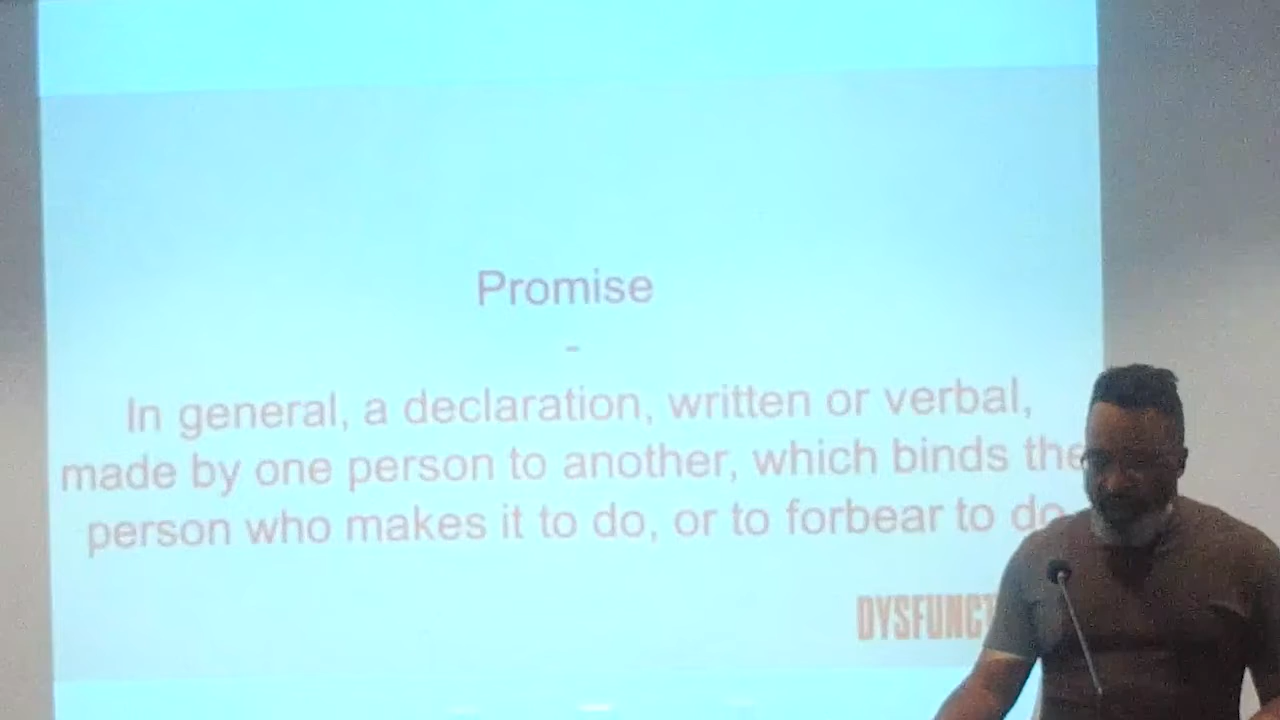 Promise
-
In general, a declaration, written or verbal,
made by one person to another, which binds the
person who makes it to do, or to forbear to do